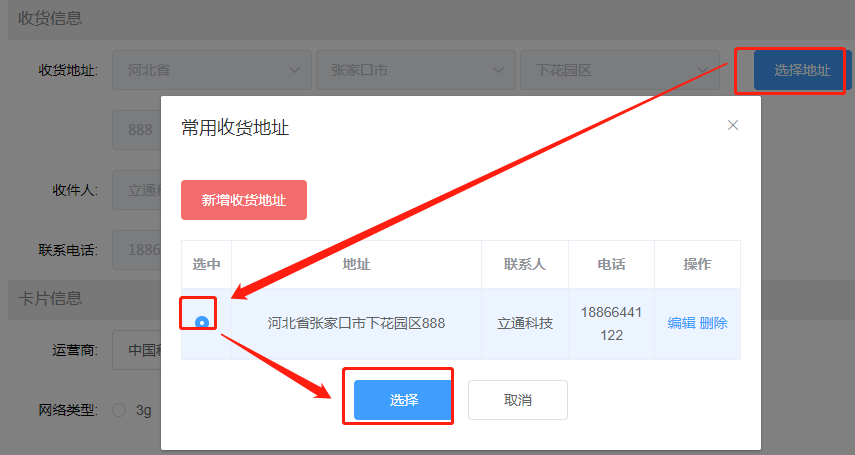 收货信息
收货地址: 河北省 张家口市 下花园区 选择地址
888
常用收货地址
收件人: 立通科
新增收货地址
联系电话: 1886
选中 地址 联系人 电话 操作
卡片信息
河北省张家口市下花园区888 立通科技 18866441 编辑 删除
122
运营商: 中国
选择 取消
网络类型: 3g